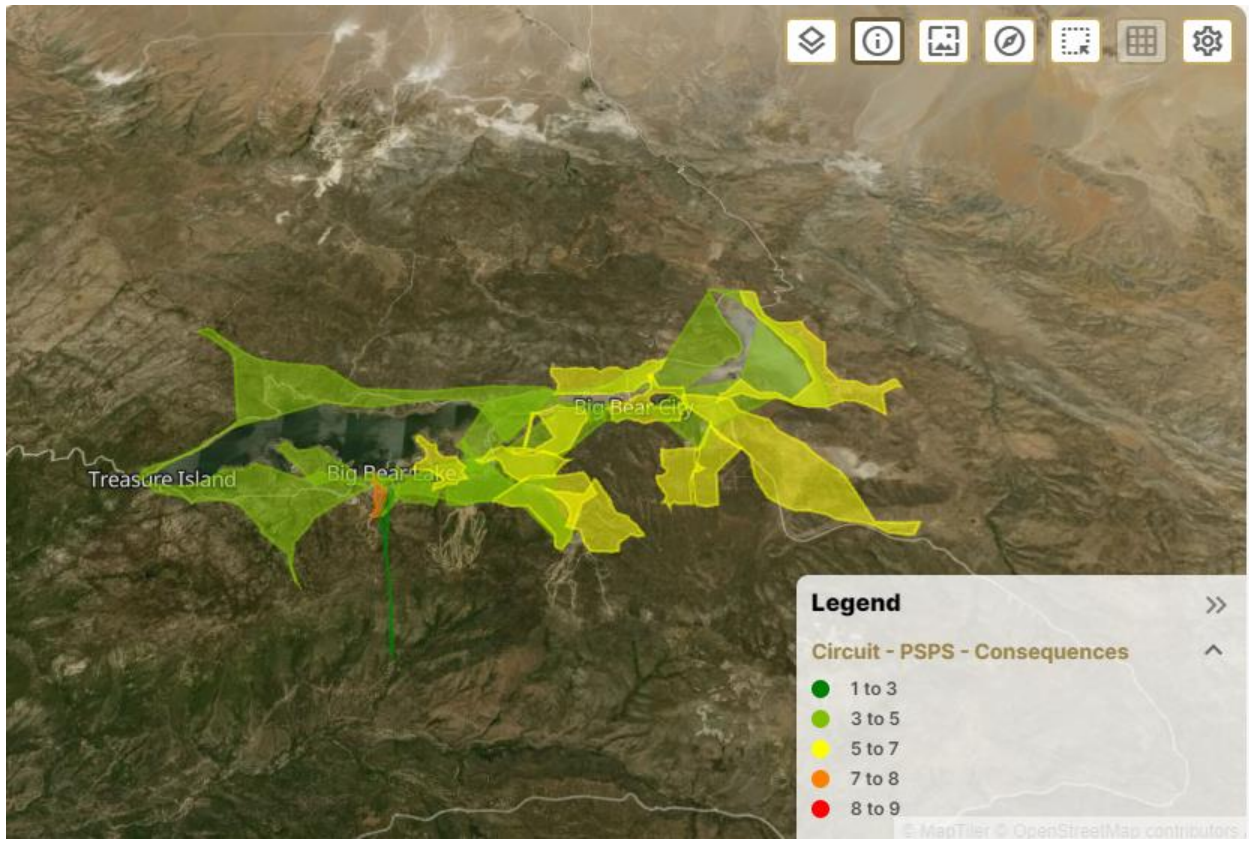 Big Bear City
Big Bear Lake
Treasure Island
Legend
Circuit - PSPS - Consequences
1 to 3
3 to 5
5 to 7
7 to 8
8 to 9
© MapTiler © OpenStreetMap contributors